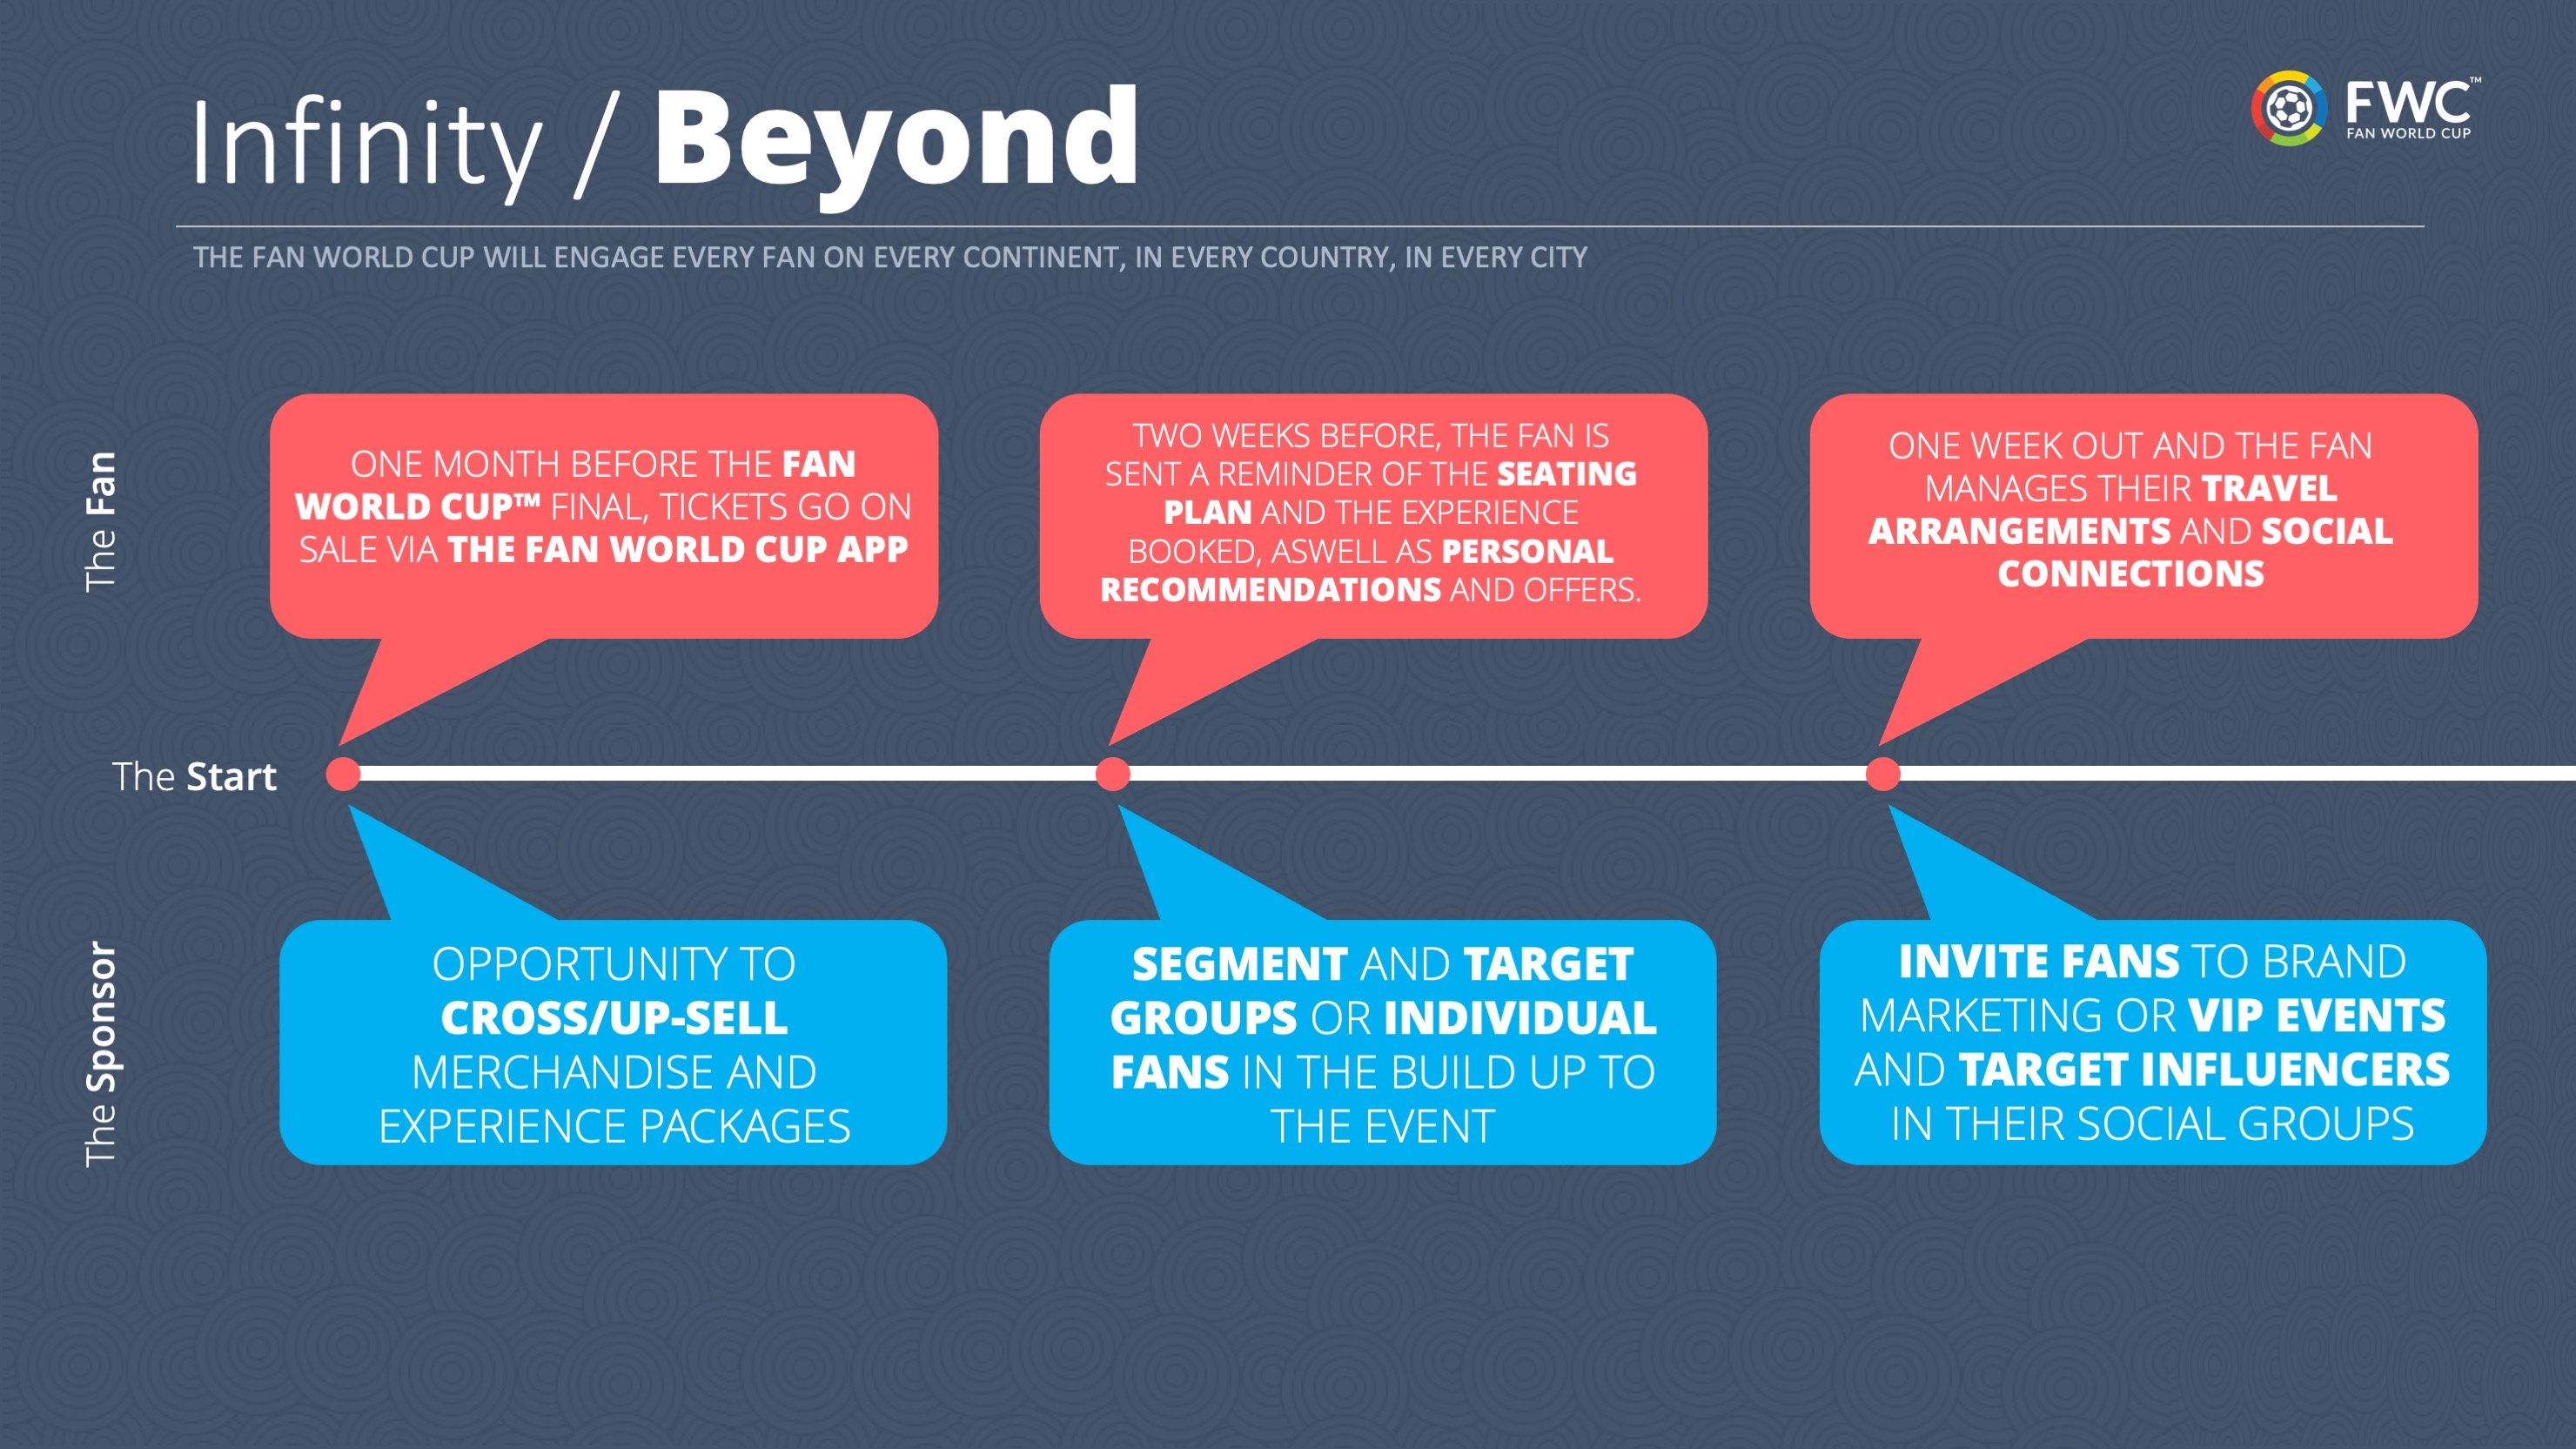 Infinity / Beyond
FWC™
FAN WORLD CUP
THE FAN WORLD CUP WILL ENGAGE EVERY FAN ON EVERY CONTINENT, IN EVERY COUNTRY, IN EVERY CITY
The Fan
ONE MONTH BEFORE THE FAN
WORLD CUP™ FINAL, TICKETS GO ON
SALE VIA THE FAN WORLD CUP APP
TWO WEEKS BEFORE, THE FAN IS
SENT A REMINDER OF THE SEATING
PLAN AND THE EXPERIENCE
BOOKED, ASWELL AS PERSONAL
RECOMMENDATIONS AND OFFERS.
ONE WEEK OUT AND THE FAN
MANAGES THEIR TRAVEL
ARRANGEMENTS AND SOCIAL
CONNECTIONS
The Start
The Sponsor
OPPORTUNITY TO
CROSS/UP-SELL
MERCHANDISE AND
EXPERIENCE PACKAGES
SEGMENT AND TARGET
GROUPS OR INDIVIDUAL
FANS IN THE BUILD UP TO
THE EVENT
INVITE FANS TO BRAND
MARKETING OR VIP EVENTS
AND TARGET INFLUENCERS
IN THEIR SOCIAL GROUPS